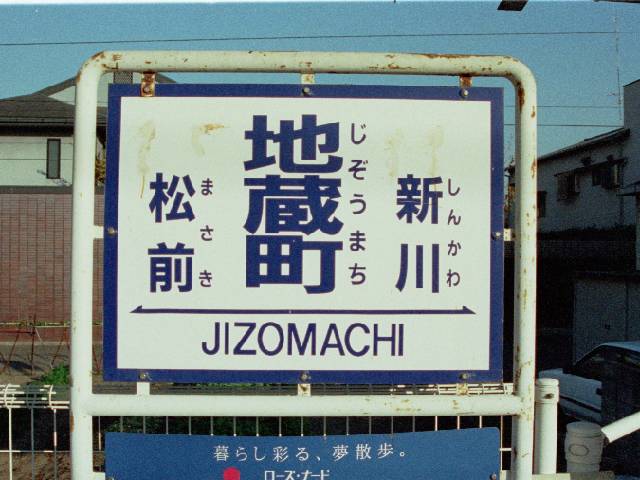 地蔵町
じぞうまち
松前
まさき
新川
しんかわ
JIZOMACHI
暮らし彩る、夢散歩。